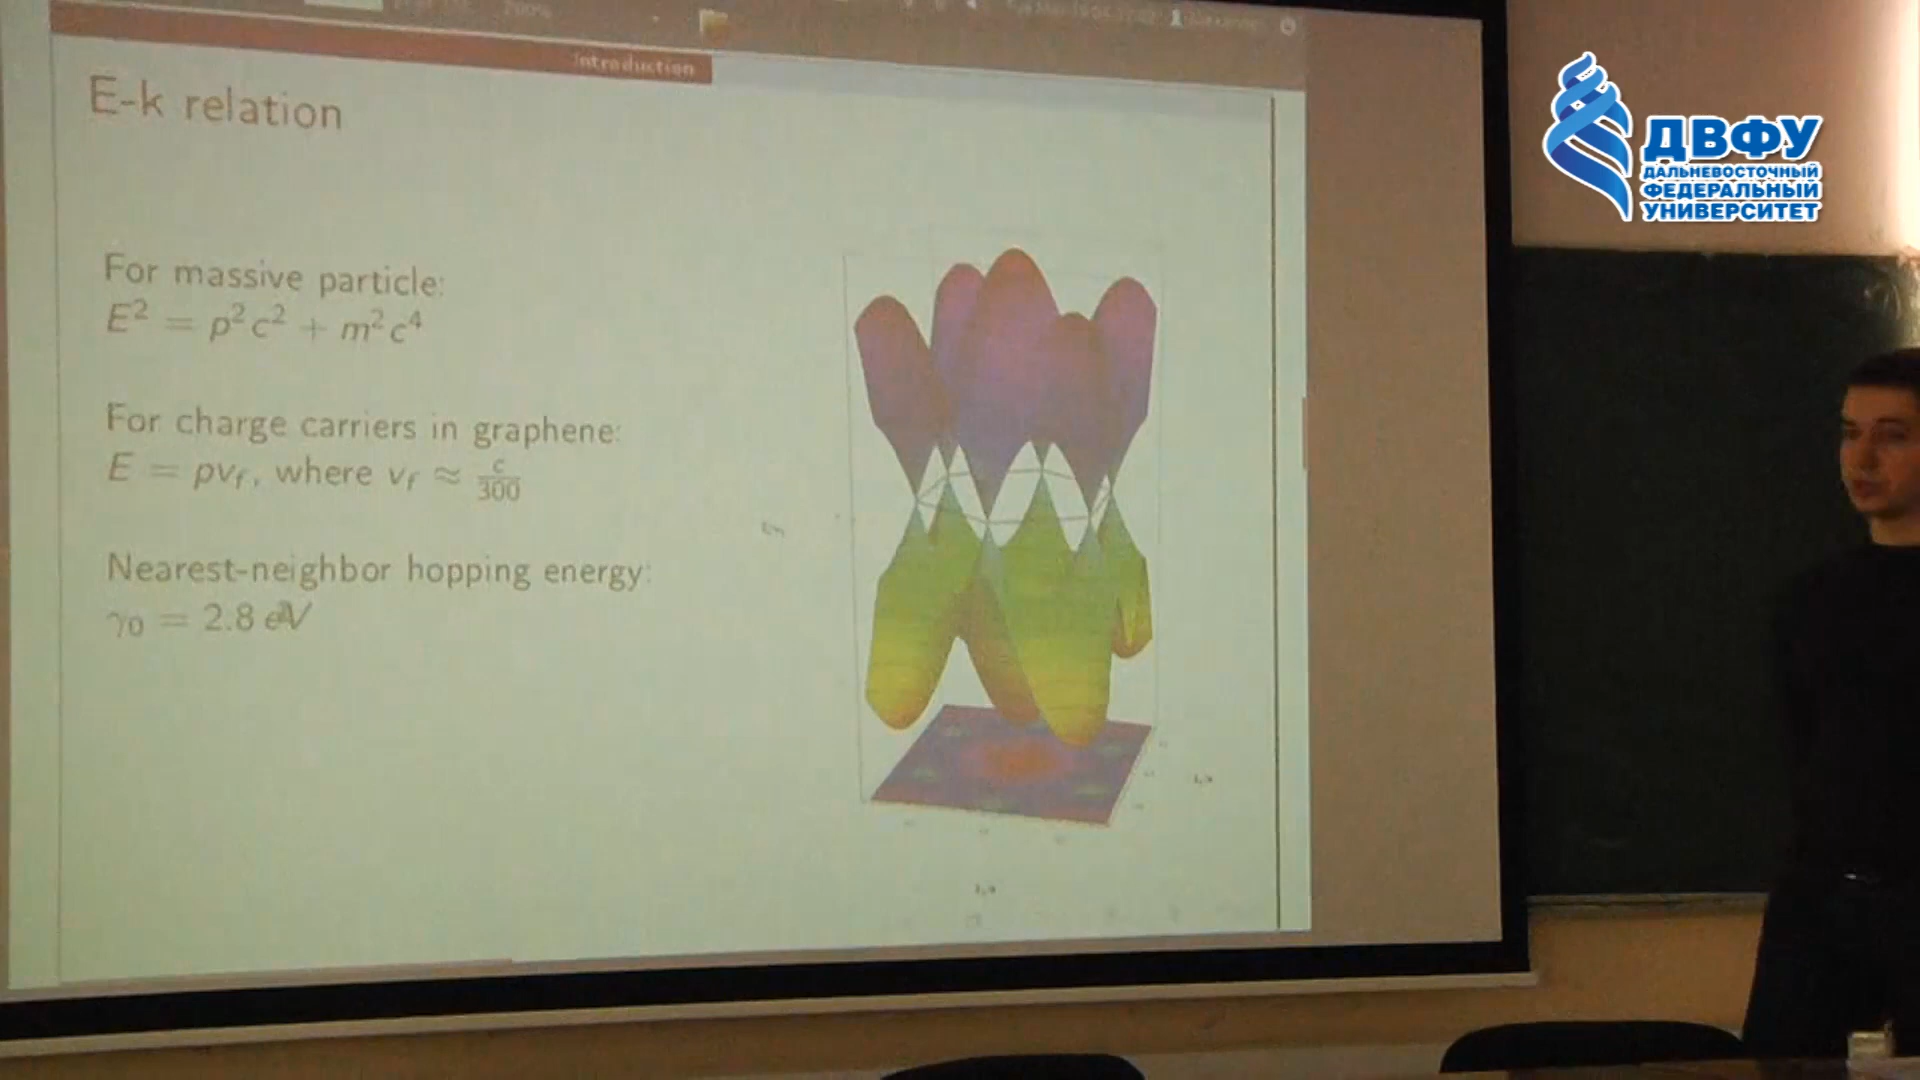 200%
Introduction
E-k relation
For massive particle:
E² = p²c² + m²c⁴
For charge carriers in graphene:
E = pv_f, where v_f ≈ c/300
Nearest-neighbor hopping energy:
γ₀ = 2.8 eV
ДВФУ
ДАЛЬНЕВОСТОЧНЫЙ
ФЕДЕРАЛЬНЫЙ
УНИВЕРСИТЕТ